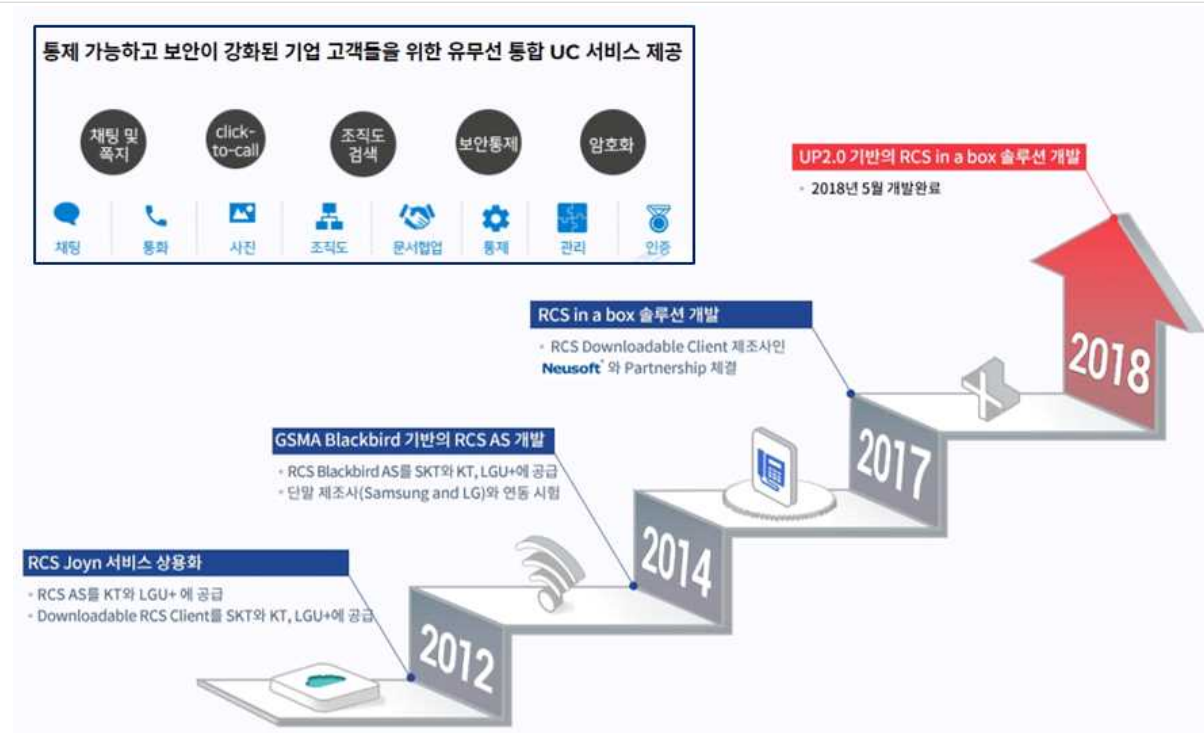 통제 가능하고 보안이 강화된 기업 고객들을 위한 유무선 통합 UC 서비스 제공
채팅 및
쪽지
click-
to-call
조직도
검색
보안통제
암호화
채팅
통화
사진
조직도
문서협업
통제
관리
인증
UP2.0 기반의 RCS in a box 솔루션 개발
◦ 2018년 5월 개발완료
2018
RCS in a box 솔루션 개발
◦ RCS Downloadable Client 제조사인
Neusoft 와 Partnership 체결
2017
GSMA Blackbird 기반의 RCS AS 개발
◦ RCS Blackbird AS를 SKT와 KT, LGU+에 공급
◦ 단말 제조사(Samsung and LG)와 연동 시험
2014
RCS Joyn 서비스 상용화
◦ RCS AS를 KT와 LGU+ 에 공급
◦ Downloadable RCS Client를 SKT와 KT, LGU+에 공급
2012